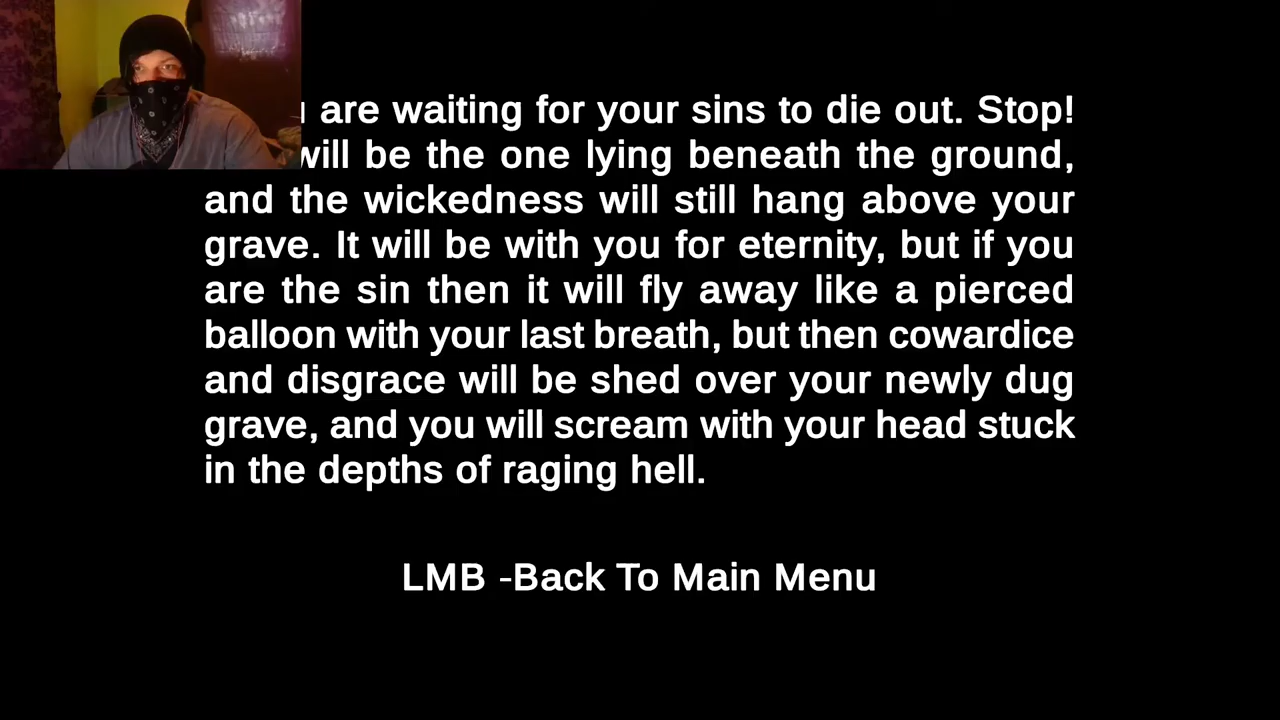 are waiting for your sins to die out. Stop!
will be the one lying beneath the ground,
and the wickedness will still hang above your
grave. It will be with you for eternity, but if you
are the sin then it will fly away like a pierced
balloon with your last breath, but then cowardice
and disgrace will be shed over your newly dug
grave, and you will scream with your head stuck
in the depths of raging hell.
LMB -Back To Main Menu